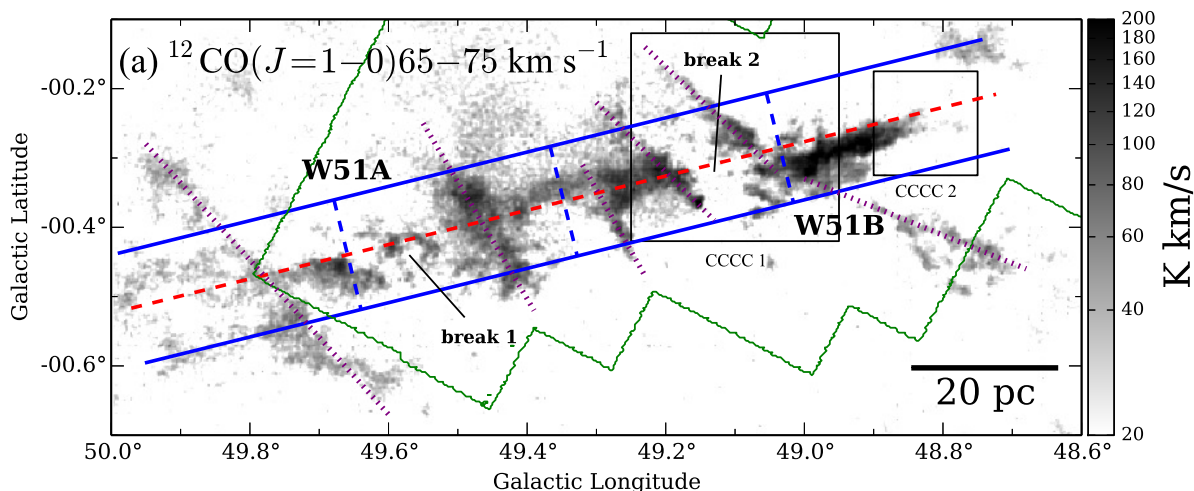 (a) ¹²CO(J=1−0)65−75 km s⁻¹
break 2
W51A
W51B
CCCC 2
CCCC 1
break 1
20 pc
-00.2°
-00.4°
-00.6°
Galactic Latitude
50.0° 49.8° 49.6° 49.4° 49.2° 49.0° 48.8° 48.6°
Galactic Longitude
200
180
160
140
120
100
80
60
40
20
K km/s